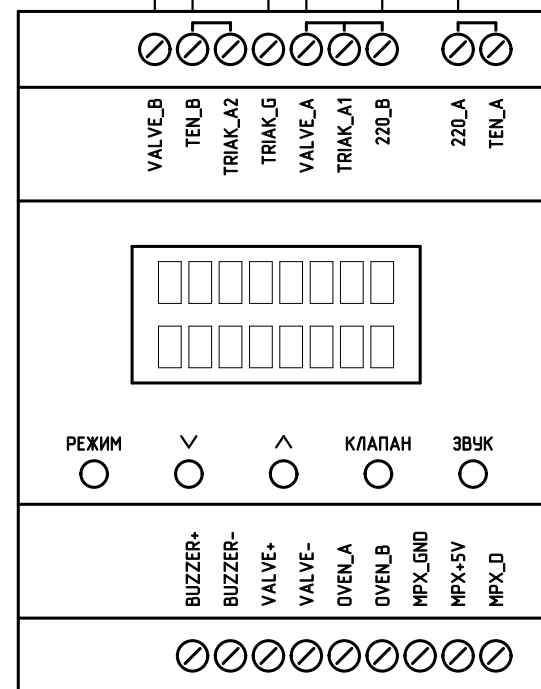 VALVE_B
TEN_B
TRIAK_A2
TRIAK_G
VALVE_A
TRIAK_A1
220_B
220_A
TEN_A
РЕЖИМ
КЛАПАН
ЗВУК
BUZZER+
BUZZER-
VALVE+
VALVE-
OVEN_A
OVEN_B
MPX_GND
MPX+5V
MPX_D